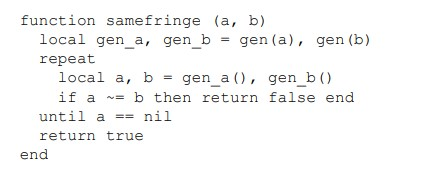 function samefringe (a, b)
  local gen_a, gen_b = gen(a), gen(b)
  repeat
    local a, b = gen_a(), gen_b()
    if a ~= b then return false end
  until a == nil
  return true
end